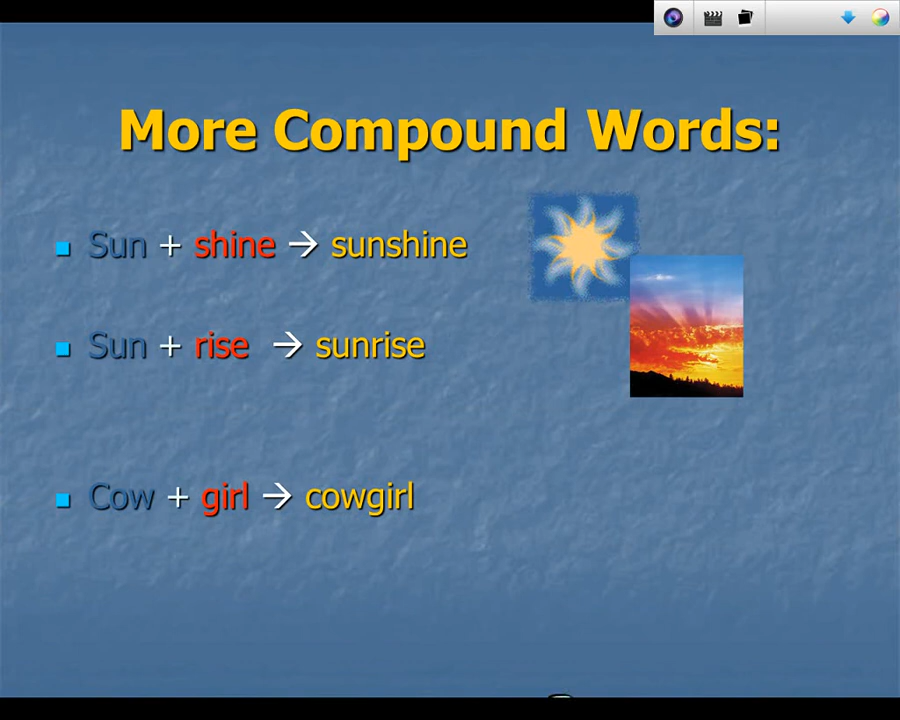 More Compound Words:
Sun + shine → sunshine
Sun + rise → sunrise
Cow + girl → cowgirl